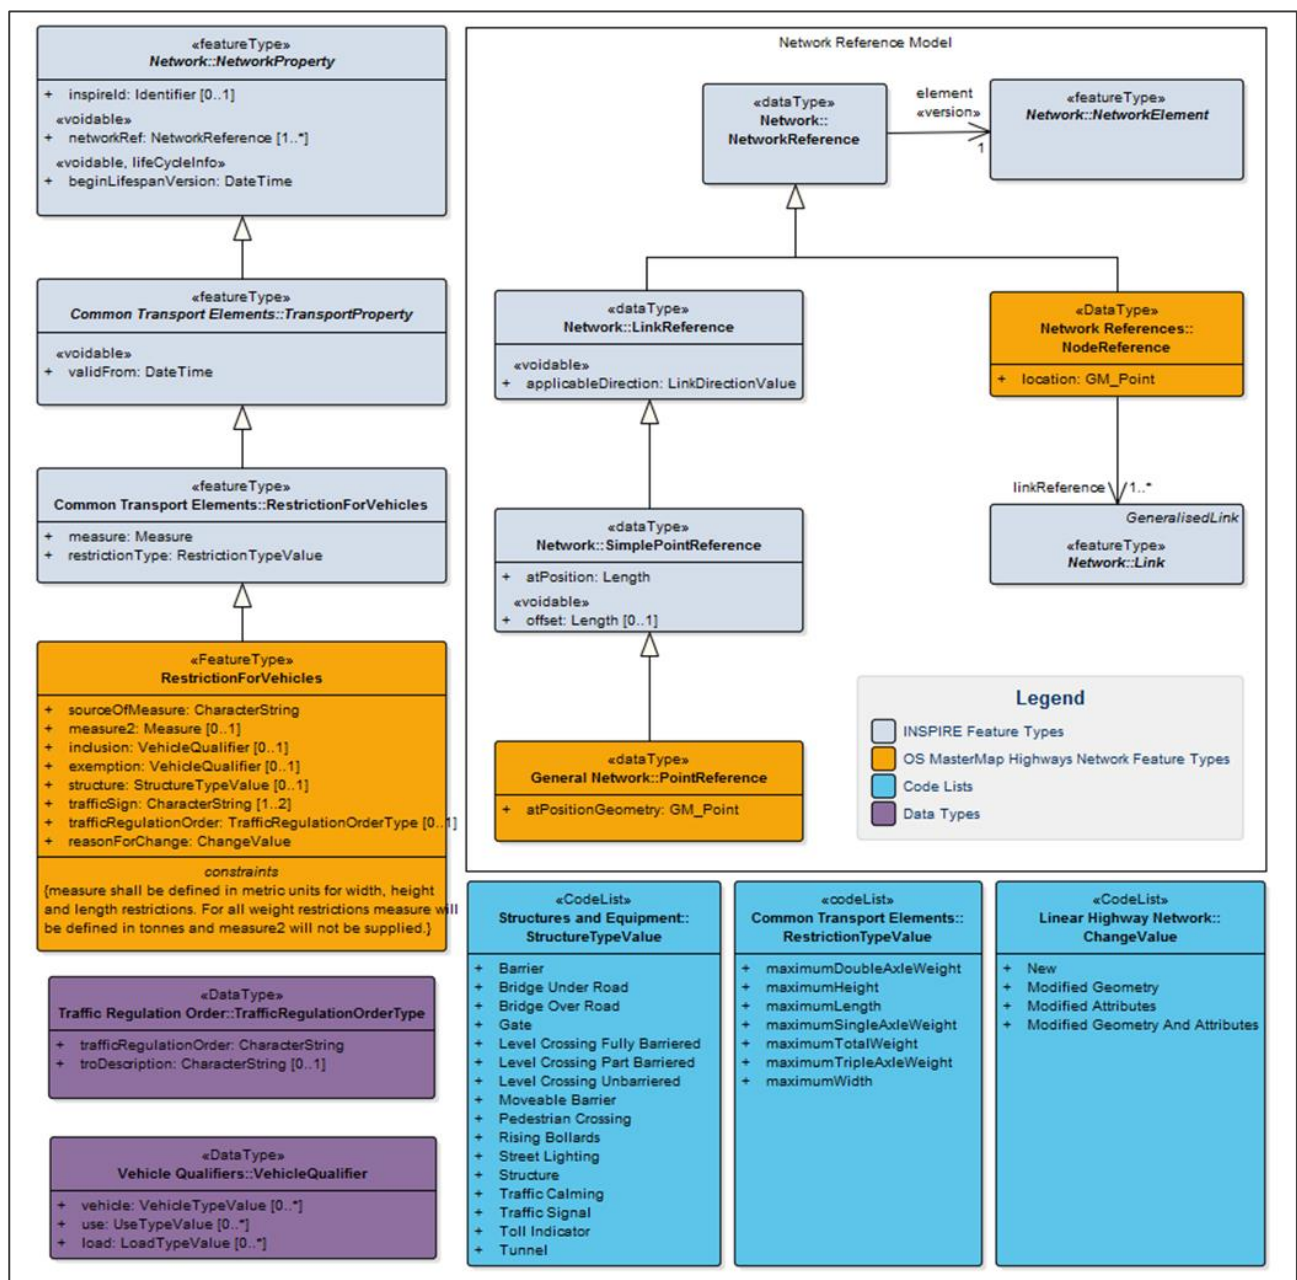 «featureType»
Network::NetworkProperty
+ inspireId: Identifier [0..1]
«voidable»
+ networkRef: NetworkReference [1..*]
«voidable, lifeCycleInfo»
+ beginLifespanVersion: DateTime
«featureType»
Common Transport Elements::TransportProperty
«voidable»
+ validFrom: DateTime
«featureType»
Common Transport Elements::RestrictionForVehicles
+ measure: Measure
+ restrictionType: RestrictionTypeValue
«FeatureType»
RestrictionForVehicles
+ sourceOfMeasure: CharacterString
+ measure2: Measure [0..1]
+ inclusion: VehicleQualifier [0..1]
+ exemption: VehicleQualifier [0..1]
+ structure: StructureTypeValue [0..1]
+ trafficSign: CharacterString [1..2]
+ trafficRegulationOrder: TrafficRegulationOrderType [0..1]
+ reasonForChange: ChangeValue
constraints
{measure shall be defined in metric units for width, height
and length restrictions. For all weight restrictions measure will
be defined in tonnes and measure2 will not be supplied.}
«DataType»
Traffic Regulation Order::TrafficRegulationOrderType
+ trafficRegulationOrder: CharacterString
+ troDescription: CharacterString [0..1]
«DataType»
Vehicle Qualifiers::VehicleQualifier
+ vehicle: VehicleTypeValue [0..*]
+ use: UseTypeValue [0..*]
+ load: LoadTypeValue [0..*]
Network Reference Model
«dataType»
Network::
NetworkReference
element
«version»
1
«featureType»
Network::NetworkElement
«dataType»
Network::LinkReference
«voidable»
+ applicableDirection: LinkDirectionValue
«DataType»
Network References::
NodeReference
+ location: GM_Point
linkReference
1..*
«dataType»
Network::SimplePointReference
+ atPosition: Length
«voidable»
+ offset: Length [0..1]
GeneralisedLink
«featureType»
Network::Link
«dataType»
General Network::PointReference
+ atPositionGeometry: GM_Point
Legend
INSPIRE Feature Types
OS MasterMap Highways Network Feature Types
Code Lists
Data Types
«CodeList»
Structures and Equipment::
StructureTypeValue
+ Barrier
+ Bridge Under Road
+ Bridge Over Road
+ Gate
+ Level Crossing Fully Barriered
+ Level Crossing Part Barriered
+ Level Crossing Unbarriered
+ Moveable Barrier
+ Pedestrian Crossing
+ Rising Bollards
+ Street Lighting
+ Structure
+ Traffic Calming
+ Traffic Signal
+ Toll Indicator
+ Tunnel
«codeList»
Common Transport Elements::
RestrictionTypeValue
+ maximumDoubleAxleWeight
+ maximumHeight
+ maximumLength
+ maximumSingleAxleWeight
+ maximumTotalWeight
+ maximumTripleAxleWeight
+ maximumWidth
«CodeList»
Linear Highway Network::
ChangeValue
+ New
+ Modified Geometry
+ Modified Attributes
+ Modified Geometry And Attributes